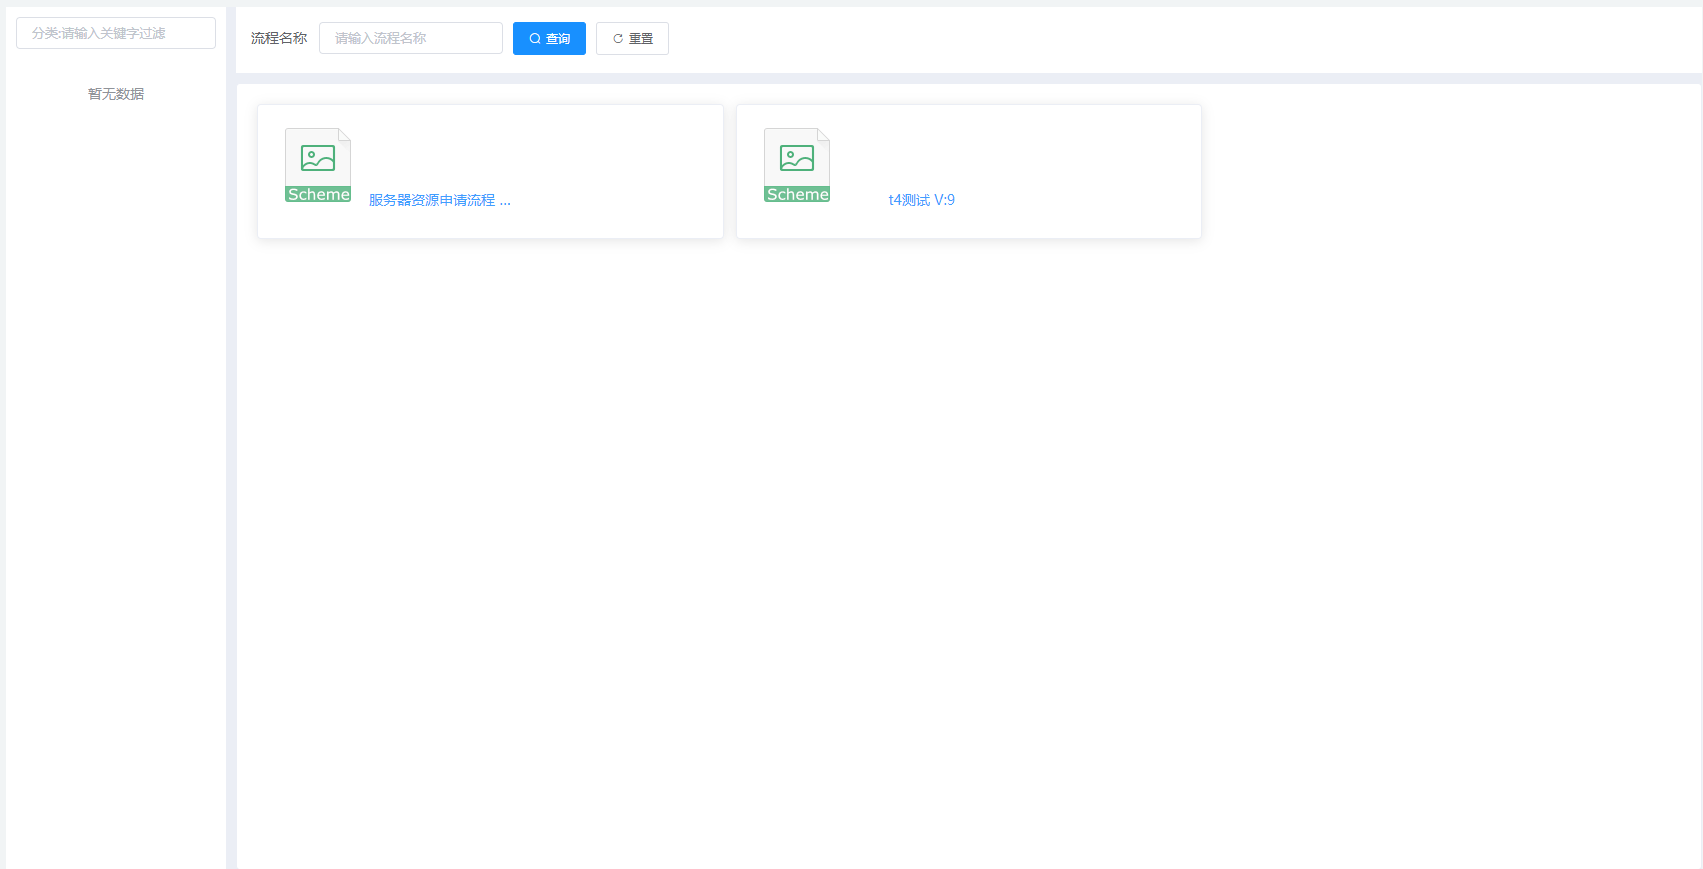 分类:请输入关键字过滤
暂无数据
流程名称 请输入流程名称 查询 重置
Scheme 服务器资源申请流程 ...
Scheme t4测试 V:9